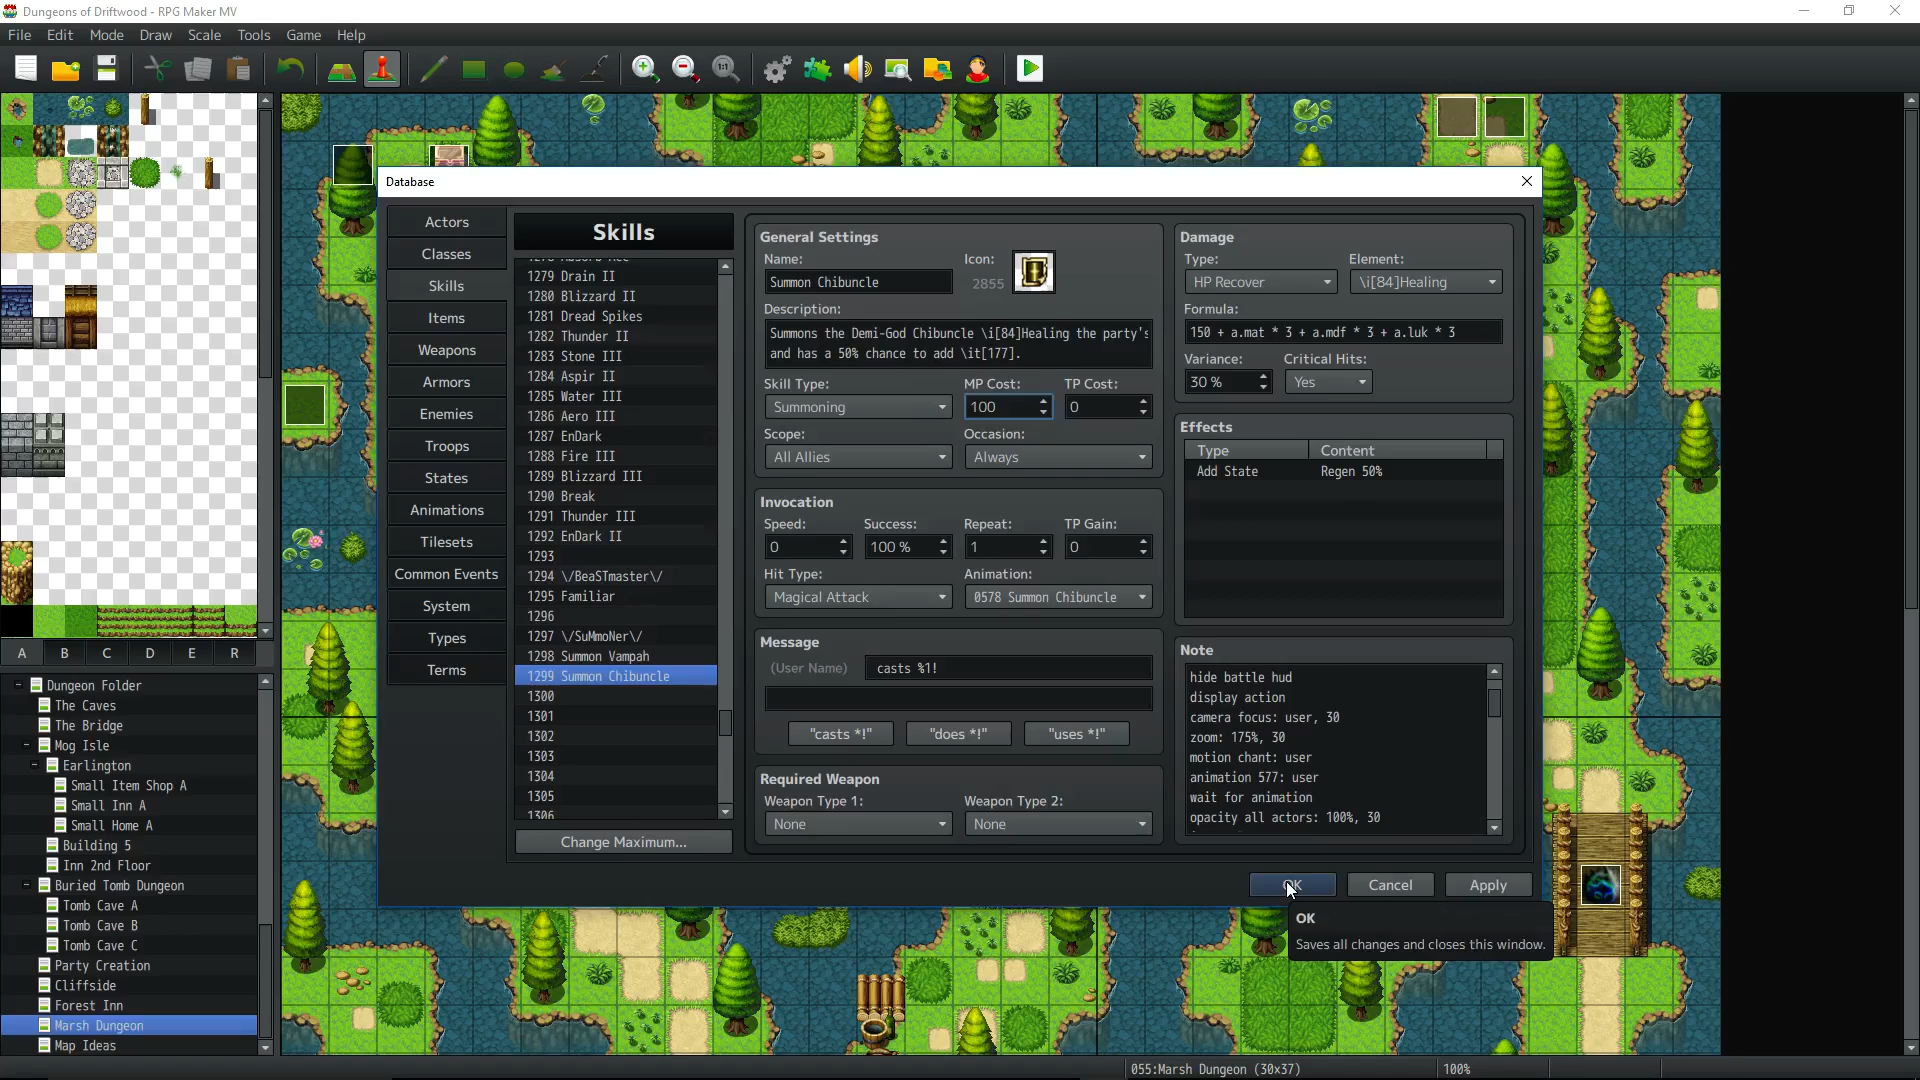 Dungeons of Driftwood - RPG Maker MV
File Edit Mode Draw Scale Tools Game Help
Database
Actors
Classes
Skills
Items
Weapons
Armors
Enemies
Troops
States
Animations
Tilesets
Common Events
System
Types
Terms
Skills
1279 Drain II
1280 Blizzard II
1281 Dread Spikes
1282 Thunder II
1283 Stone III
1284 Aspir II
1285 Water III
1286 Aero III
1287 EnDark
1288 Fire III
1289 Blizzard III
1290 Break
1291 Thunder III
1292 EnDark II
1293
1294 \/BeaSTmaster\/
1295 Familiar
1296
1297 \/SuMmoNer\/
1298 Summon Vampah
1299 Summon Chibuncle
1300
1301
1302
1303
1304
1305
1306
Change Maximum...
General Settings
Name: Icon:
Summon Chibuncle 2855
Description:
Summons the Demi-God Chibuncle \i[84]Healing the party's
and has a 50% chance to add \it[177].
Skill Type: MP Cost: TP Cost:
Summoning 100 0
Scope: Occasion:
All Allies Always
Invocation
Speed: Success: Repeat: TP Gain:
0 100 % 1 0
Hit Type: Animation:
Magical Attack 0578 Summon Chibuncle
Message
(User Name) casts %1!
"casts *!" "does *!" "uses *!"
Required Weapon
Weapon Type 1: Weapon Type 2:
None None
Damage
Type: Element:
HP Recover \i[84]Healing
Formula:
150 + a.mat * 3 + a.mdf * 3 + a.luk * 3
Variance: Critical Hits:
30 % Yes
Effects
Type Content
Add State Regen 50%
Note
hide battle hud
display action
camera focus: user, 30
zoom: 175%, 30
motion chant: user
animation 577: user
wait for animation
opacity all actors: 100%, 30
OK Cancel Apply
OK
Saves all changes and closes this window.
A B C D E R
Dungeon Folder
The Caves
The Bridge
Mog Isle
Earlington
Small Item Shop A
Small Inn A
Small Home A
Building 5
Inn 2nd Floor
Buried Tomb Dungeon
Tomb Cave A
Tomb Cave B
Tomb Cave C
Party Creation
Cliffside
Forest Inn
Marsh Dungeon
Map Ideas
055:Marsh Dungeon (30x37) 100%